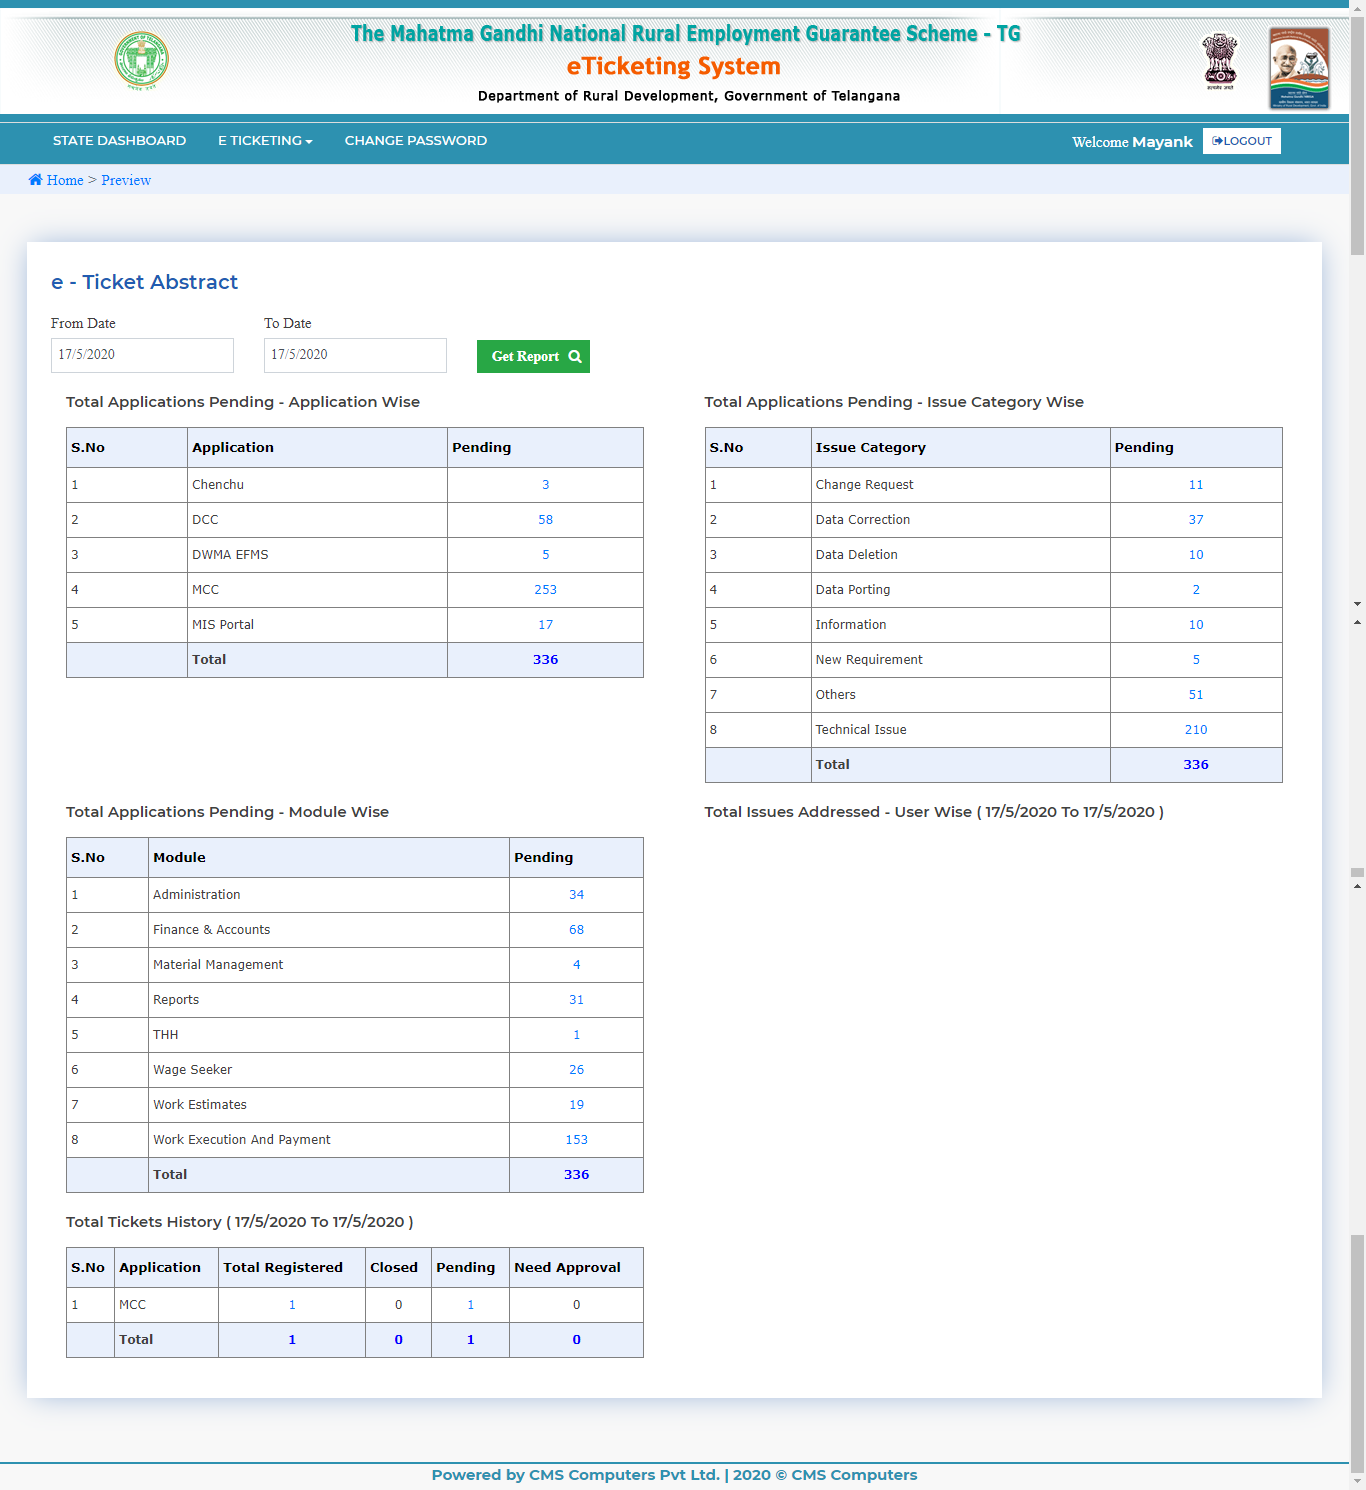 The Mahatma Gandhi National Rural Employment Guarantee Scheme - TG
eTicketing System
Department of Rural Development, Government of Telangana
STATE DASHBOARD E TICKETING CHANGE PASSWORD Welcome Mayank LOGOUT
Home > Preview
e - Ticket Abstract
From Date To Date
17/5/2020 17/5/2020 Get Report
Total Applications Pending - Application Wise
S.No Application Pending
1 Chenchu 3
2 DCC 58
3 DWMA EFMS 5
4 MCC 253
5 MIS Portal 17
Total 336
Total Applications Pending - Issue Category Wise
S.No Issue Category Pending
1 Change Request 11
2 Data Correction 37
3 Data Deletion 10
4 Data Porting 2
5 Information 10
6 New Requirement 5
7 Others 51
8 Technical Issue 210
Total 336
Total Applications Pending - Module Wise
S.No Module Pending
1 Administration 34
2 Finance & Accounts 68
3 Material Management 4
4 Reports 31
5 THH 1
6 Wage Seeker 26
7 Work Estimates 19
8 Work Execution And Payment 153
Total 336
Total Issues Addressed - User Wise ( 17/5/2020 To 17/5/2020 )
Total Tickets History ( 17/5/2020 To 17/5/2020 )
S.No Application Total Registered Closed Pending Need Approval
1 MCC 1 0 1 0
Total 1 0 1 0
Powered by CMS Computers Pvt Ltd. | 2020 © CMS Computers